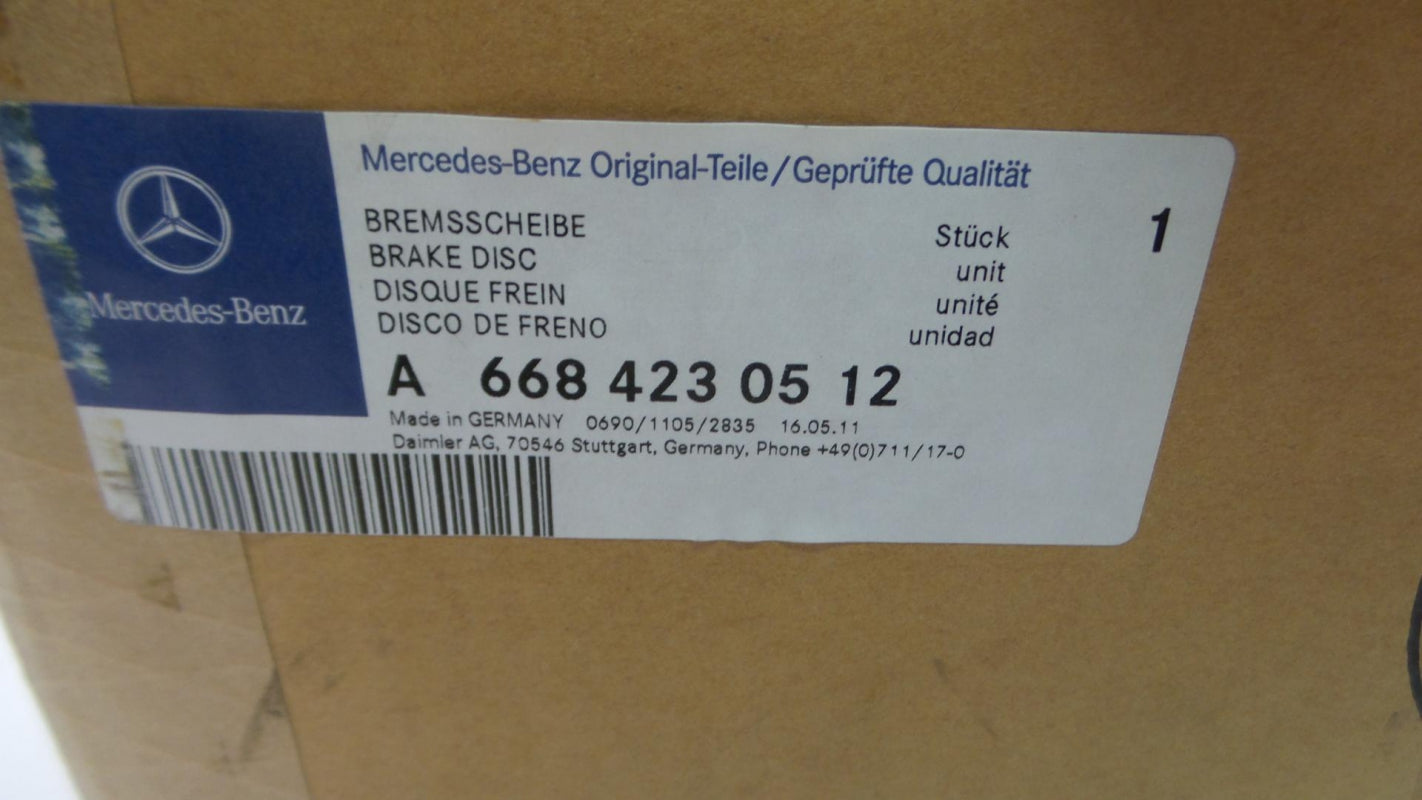 Mercedes-Benz
Mercedes-Benz Original-Teile/Geprüfte Qualität
BREMSSCHEIBE Stück 1
BRAKE DISC unit
DISQUE FREIN unité
DISCO DE FRENO unidad
A 668 423 05 12
Made in GERMANY 0690/1105/2835 16.05.11
Daimler AG, 70546 Stuttgart, Germany, Phone +49(0)711/17-0